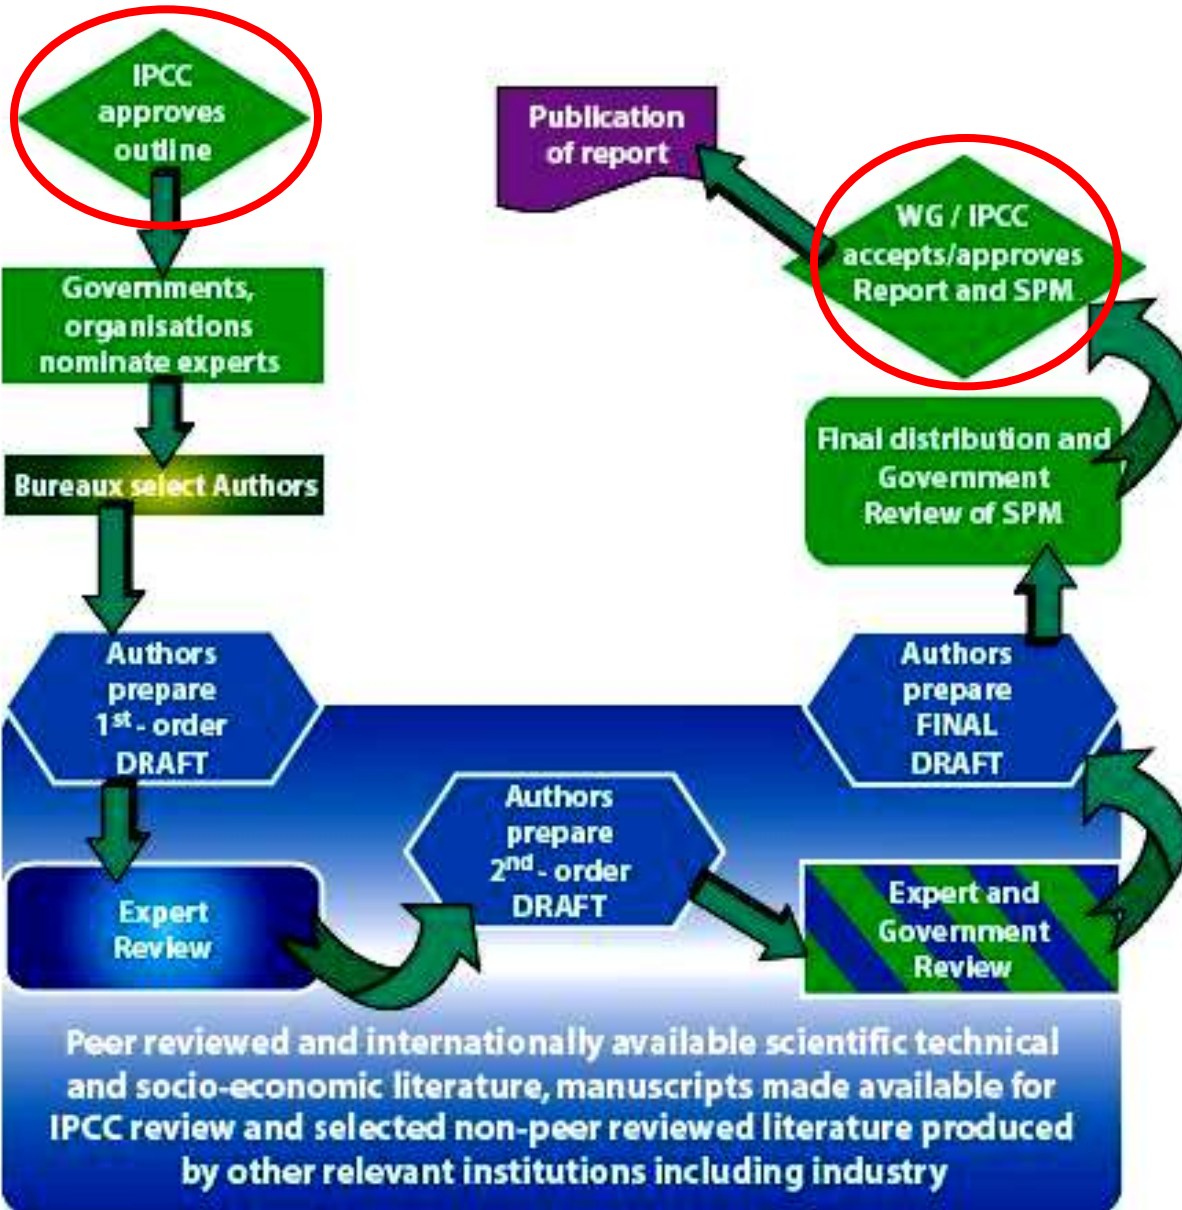 IPCC
approves
outline
Governments,
organisations
nominate experts
Bureaux select Authors
Authors
prepare
1st - order
DRAFT
Expert
Review
Authors
prepare
2nd - order
DRAFT
Expert and
Government
Review
Authors
prepare
FINAL
DRAFT
Final distribution and
Government
Review of SPM
WG / IPCC
accepts/approves
Report and SPM
Publication
of report
Peer reviewed and internationally available scientific technical
and socio-economic literature, manuscripts made available for
IPCC review and selected non-peer reviewed literature produced
by other relevant institutions including industry